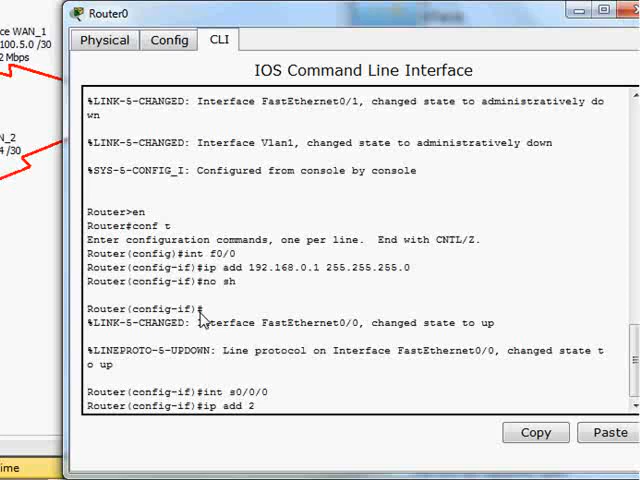 Router0
ce WAN_1
100.5.0 /30
2 Mbps
Physical
Config
CLI
IOS Command Line Interface
%LINK-5-CHANGED: Interface FastEthernet0/1, changed state to administratively do
wn
%LINK-5-CHANGED: Interface Vlan1, changed state to administratively down
%SYS-5-CONFIG_I: Configured from console by console
N_2
4 /30
Router>en
Router#conf t
Enter configuration commands, one per line.  End with CNTL/Z.
Router(config)#int f0/0
Router(config-if)#ip add 192.168.0.1 255.255.255.0
Router(config-if)#no sh
Router(config-if)#
%LINK-5-CHANGED: Interface FastEthernet0/0, changed state to up
%LINEPROTO-5-UPDOWN: Line protocol on Interface FastEthernet0/0, changed state t
o up
Router(config-if)#int s0/0/0
Router(config-if)#ip add 2
Copy
Paste
ime